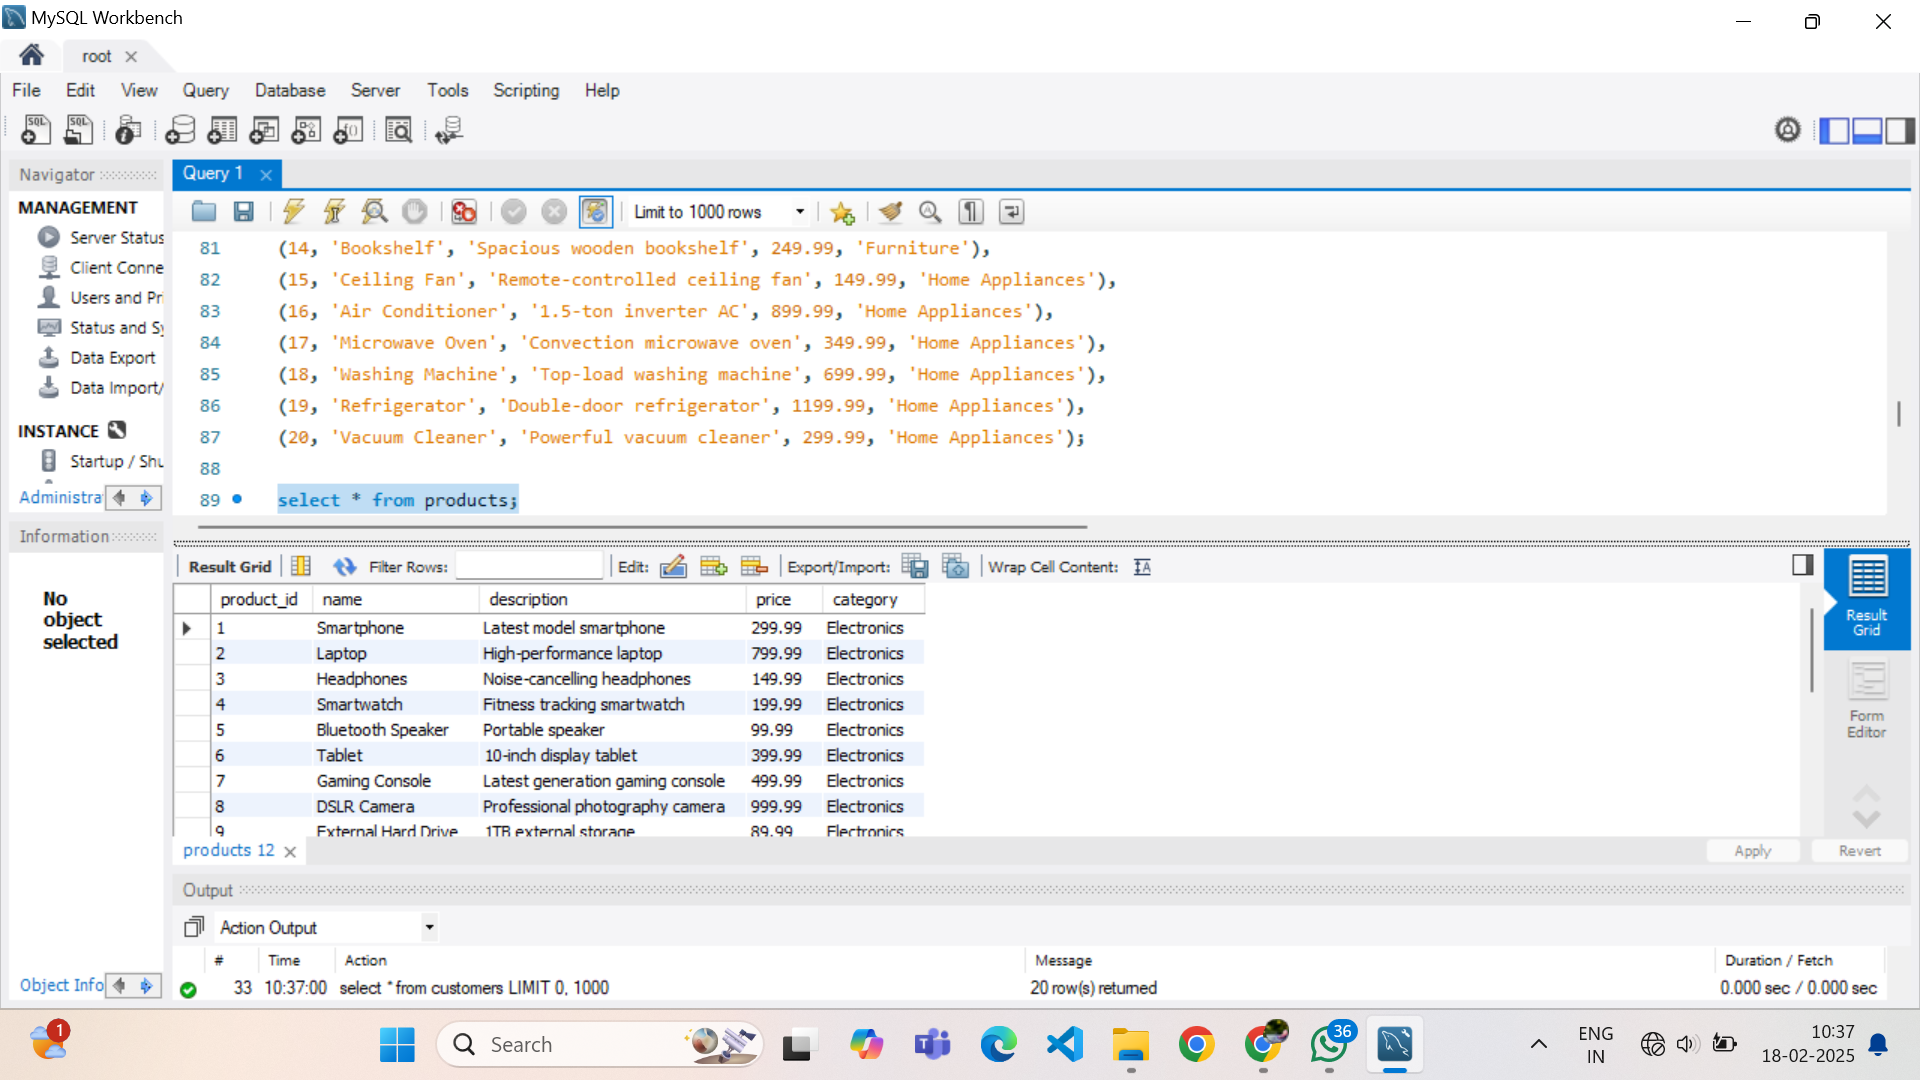 MySQL Workbench
root
File Edit View Query Database Server Tools Scripting Help
Navigator
MANAGEMENT
Server Status
Client Conne
Users and Pri
Status and Sy
Data Export
Data Import/
INSTANCE
Startup / Shu
Administra
Information
No
object
selected
Object Info
Query 1
Limit to 1000 rows
81 (14, 'Bookshelf', 'Spacious wooden bookshelf', 249.99, 'Furniture'),
82 (15, 'Ceiling Fan', 'Remote-controlled ceiling fan', 149.99, 'Home Appliances'),
83 (16, 'Air Conditioner', '1.5-ton inverter AC', 899.99, 'Home Appliances'),
84 (17, 'Microwave Oven', 'Convection microwave oven', 349.99, 'Home Appliances'),
85 (18, 'Washing Machine', 'Top-load washing machine', 699.99, 'Home Appliances'),
86 (19, 'Refrigerator', 'Double-door refrigerator', 1199.99, 'Home Appliances'),
87 (20, 'Vacuum Cleaner', 'Powerful vacuum cleaner', 299.99, 'Home Appliances');
88
89 select * from products;
Result Grid Filter Rows: Edit: Export/Import: Wrap Cell Content:
product_id name description price category
1 Smartphone Latest model smartphone 299.99 Electronics
2 Laptop High-performance laptop 799.99 Electronics
3 Headphones Noise-cancelling headphones 149.99 Electronics
4 Smartwatch Fitness tracking smartwatch 199.99 Electronics
5 Bluetooth Speaker Portable speaker 99.99 Electronics
6 Tablet 10-inch display tablet 399.99 Electronics
7 Gaming Console Latest generation gaming console 499.99 Electronics
8 DSLR Camera Professional photography camera 999.99 Electronics
9 External Hard Drive 1TB external storage 89.99 Electronics
Result
Grid
Form
Editor
products 12
Apply Revert
Output
Action Output
# Time Action Message Duration / Fetch
33 10:37:00 select * from customers LIMIT 0, 1000 20 row(s) returned 0.000 sec / 0.000 sec
1
Search
36
ENG
IN
10:37
18-02-2025